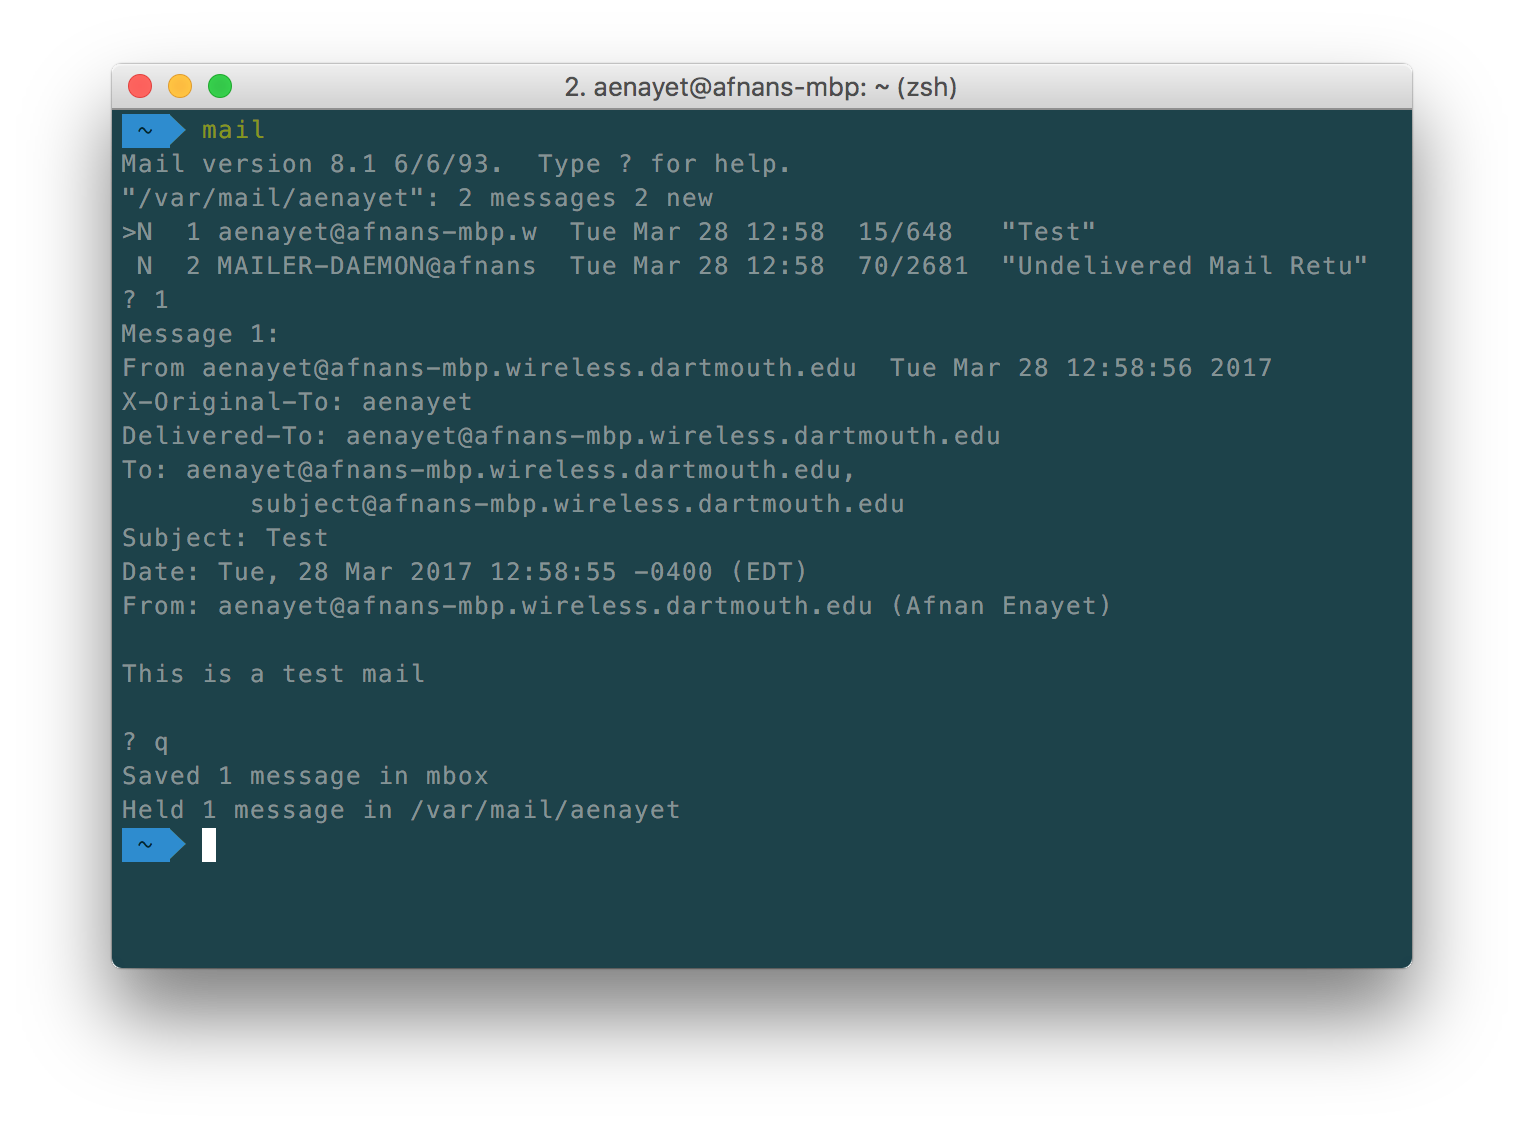 2. aenayet@afnans-mbp: ~ (zsh)
~ mail
Mail version 8.1 6/6/93.  Type ? for help.
"/var/mail/aenayet": 2 messages 2 new
>N  1 aenayet@afnans-mbp.w  Tue Mar 28 12:58  15/648   "Test"
 N  2 MAILER-DAEMON@afnans  Tue Mar 28 12:58  70/2681  "Undelivered Mail Retu"
? 1
Message 1:
From aenayet@afnans-mbp.wireless.dartmouth.edu  Tue Mar 28 12:58:56 2017
X-Original-To: aenayet
Delivered-To: aenayet@afnans-mbp.wireless.dartmouth.edu
To: aenayet@afnans-mbp.wireless.dartmouth.edu,
        subject@afnans-mbp.wireless.dartmouth.edu
Subject: Test
Date: Tue, 28 Mar 2017 12:58:55 -0400 (EDT)
From: aenayet@afnans-mbp.wireless.dartmouth.edu (Afnan Enayet)

This is a test mail

? q
Saved 1 message in mbox
Held 1 message in /var/mail/aenayet
~